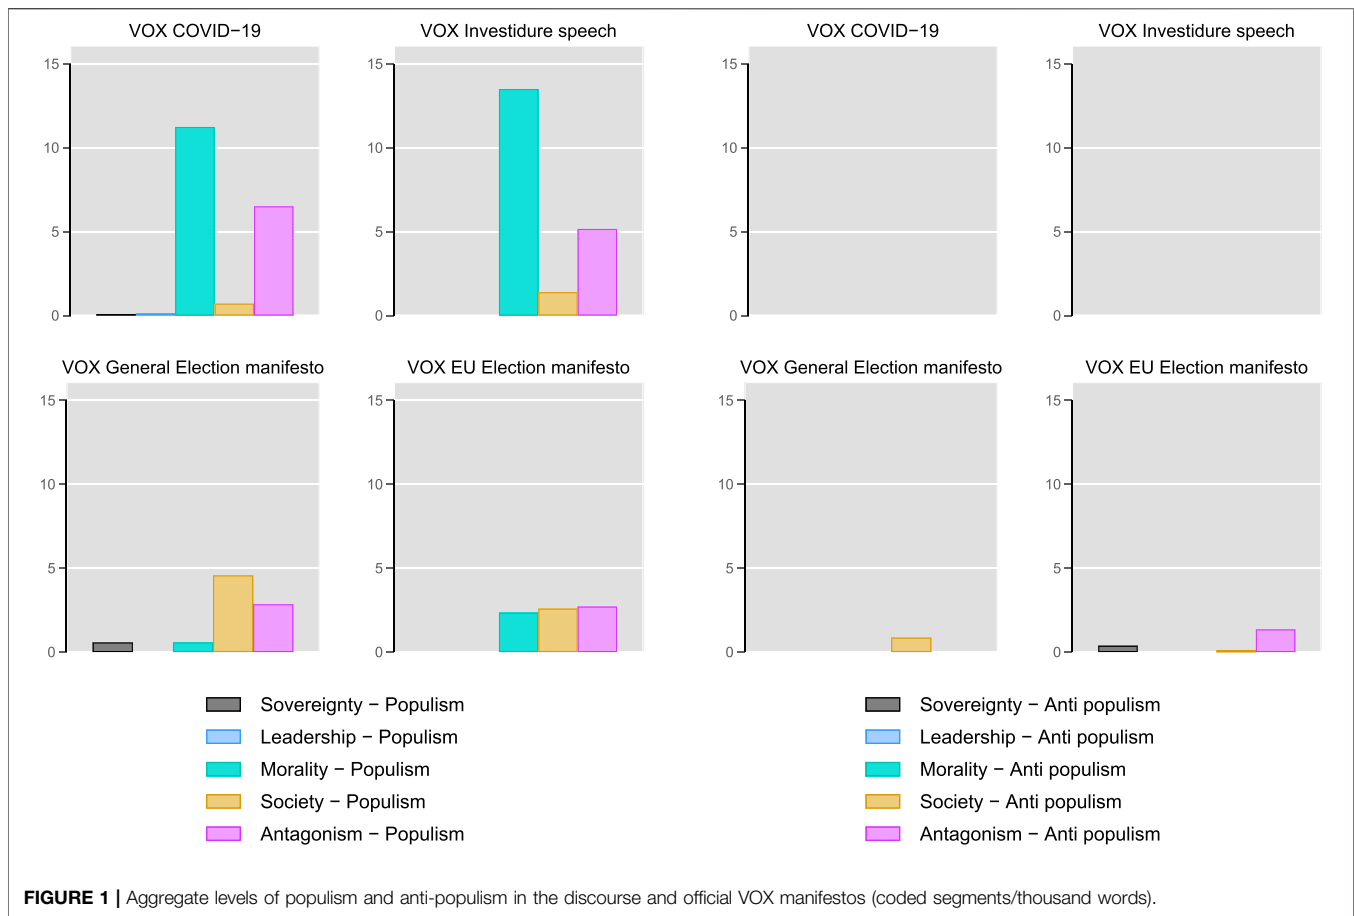 VOX COVID−19
VOX Investidure speech
VOX COVID−19
VOX Investidure speech
15
10
5
0
15
10
5
0
15
10
5
0
15
10
5
0
VOX General Election manifesto
VOX EU Election manifesto
VOX General Election manifesto
VOX EU Election manifesto
15
10
5
0
15
10
5
0
15
10
5
0
15
10
5
0
Sovereignty − Populism
Leadership − Populism
Morality − Populism
Society − Populism
Antagonism − Populism
Sovereignty − Anti populism
Leadership − Anti populism
Morality − Anti populism
Society − Anti populism
Antagonism − Anti populism
FIGURE 1 | Aggregate levels of populism and anti-populism in the discourse and official VOX manifestos (coded segments/thousand words).